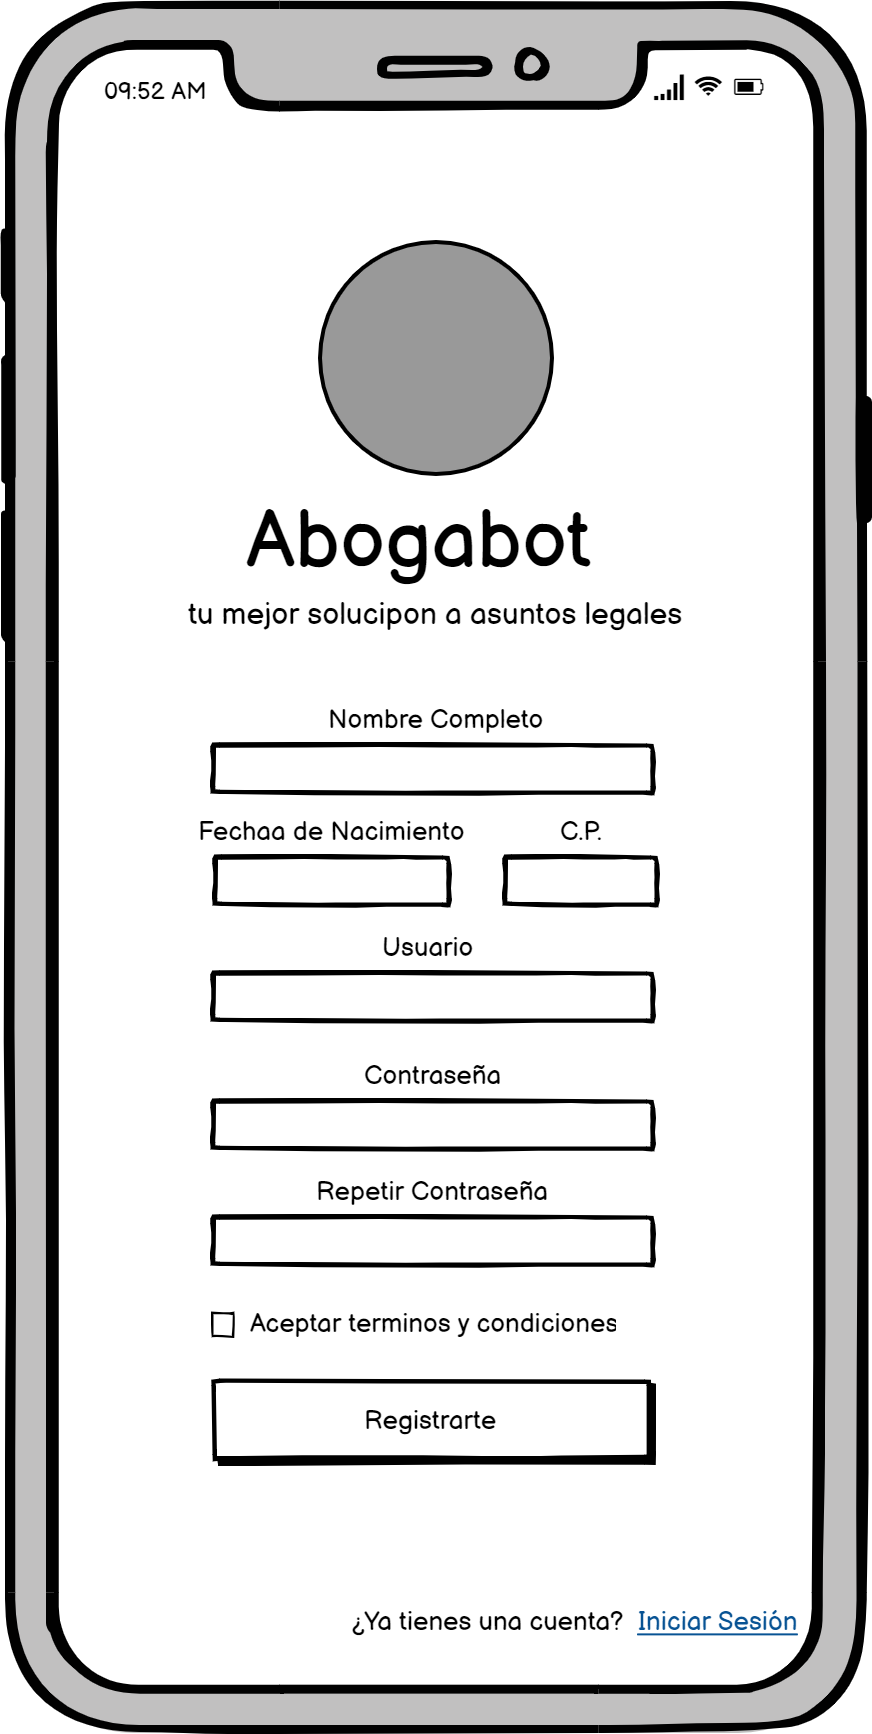 09:52 AM
Abogabot
tu mejor solucipon a asuntos legales
Nombre Completo
Fechaa de Nacimiento C.P.
Usuario
Contraseña
Repetir Contraseña
Aceptar terminos y condiciones
Registrarte
¿Ya tienes una cuenta? Iniciar Sesión